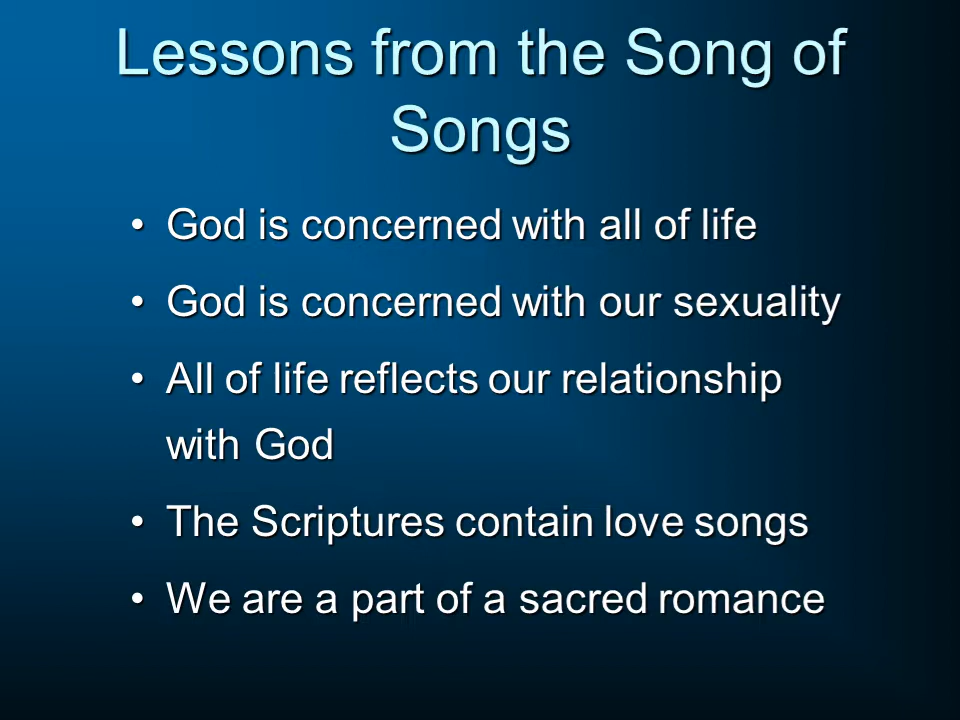 Lessons from the Song of
Songs
• God is concerned with all of life
• God is concerned with our sexuality
• All of life reflects our relationship
with God
• The Scriptures contain love songs
• We are a part of a sacred romance